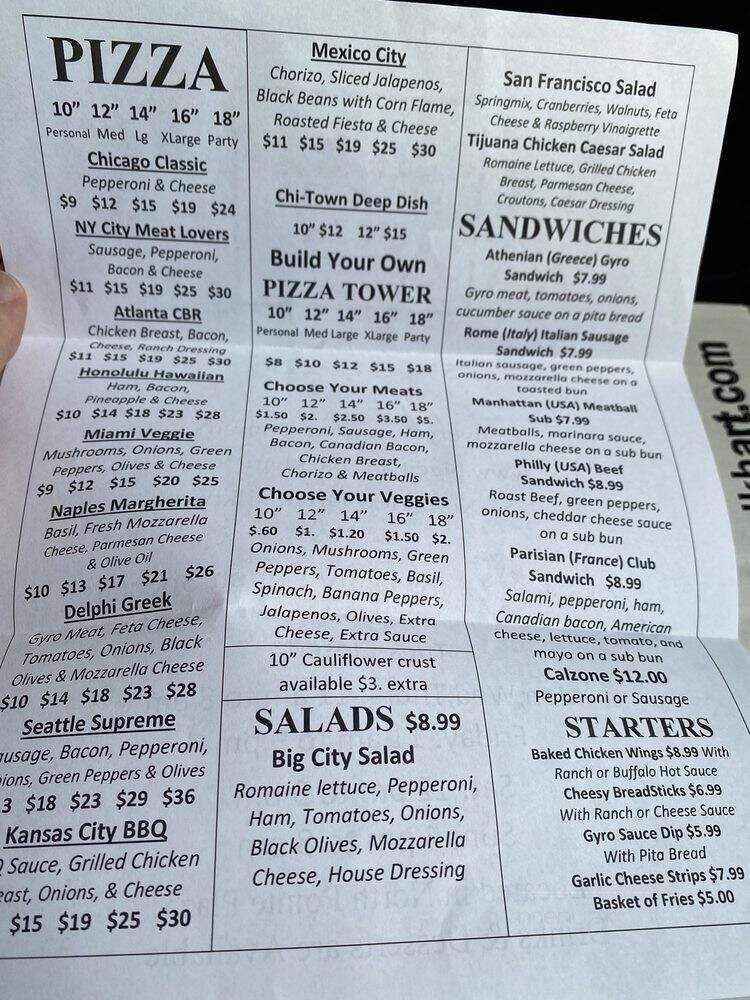 PIZZA
10” 12” 14” 16” 18”
Personal Med Lg XLarge Party
Chicago Classic
Pepperoni & Cheese
$9 $12 $15 $19 $24
NY City Meat Lovers
Sausage, Pepperoni,
Bacon & Cheese
$11 $15 $19 $25 $30
Atlanta CBR
Chicken Breast, Bacon,
Cheese, Ranch Dressing
$11 $15 $19 $25 $30
Honolulu Hawaiian
Ham, Bacon,
Pineapple & Cheese
$10 $14 $18 $23 $28
Miami Veggie
Mushrooms, Onions, Green
Peppers, Olives & Cheese
$9 $12 $15 $20 $25
Naples Margherita
Basil, Fresh Mozzarella
Cheese, Parmesan Cheese
& Olive Oil
$10 $13 $17 $21 $26
Delphi Greek
Gyro Meat, Feta Cheese,
Tomatoes, Onions, Black
Olives & Mozzarella Cheese
$10 $14 $18 $23 $28
Seattle Supreme
ausage, Bacon, Pepperoni,
ions, Green Peppers & Olives
3 $18 $23 $29 $36
Kansas City BBQ
Q Sauce, Grilled Chicken
east, Onions, & Cheese
$15 $19 $25 $30
Mexico City
Chorizo, Sliced Jalapenos,
Black Beans with Corn Flame,
Roasted Fiesta & Cheese
$11 $15 $19 $25 $30
Chi-Town Deep Dish
10” $12 12” $15
Build Your Own
PIZZA TOWER
10” 12” 14” 16” 18”
Personal Med Large XLarge Party
$8 $10 $12 $15 $18
Choose Your Meats
10” 12” 14” 16” 18”
$1.50 $2. $2.50 $3.50 $5.
Pepperoni, Sausage, Ham,
Bacon, Canadian Bacon,
Chicken Breast,
Chorizo & Meatballs
Choose Your Veggies
10” 12” 14” 16” 18”
$.60 $1. $1.20 $1.50 $2.
Onions, Mushrooms, Green
Peppers, Tomatoes, Basil,
Spinach, Banana Peppers,
Jalapenos, Olives, Extra
Cheese, Extra Sauce
10” Cauliflower crust
available $3. extra
SALADS $8.99
Big City Salad
Romaine lettuce, Pepperoni,
Ham, Tomatoes, Onions,
Black Olives, Mozzarella
Cheese, House Dressing
San Francisco Salad
Springmix, Cranberries, Walnuts, Feta
Cheese & Raspberry Vinaigrette
Tijuana Chicken Caesar Salad
Romaine Lettuce, Grilled Chicken
Breast, Parmesan Cheese,
Croutons, Caesar Dressing
SANDWICHES
Athenian (Greece) Gyro
Sandwich $7.99
Gyro meat, tomatoes, onions,
cucumber sauce on a pita bread
Rome (Italy) Italian Sausage
Sandwich $7.99
Italian sausage, green peppers,
onions, mozzarella cheese on a
toasted bun
Manhattan (USA) Meatball
Sub $7.99
Meatballs, marinara sauce,
mozzarella cheese on a sub bun
Philly (USA) Beef
Sandwich $8.99
Roast Beef, green peppers,
onions, cheddar cheese sauce
on a sub bun
Parisian (France) Club
Sandwich $8.99
Salami, pepperoni, ham,
Canadian bacon, American
cheese, lettuce, tomato, and
mayo on a sub bun
Calzone $12.00
Pepperoni or Sausage
STARTERS
Baked Chicken Wings $8.99 With
Ranch or Buffalo Hot Sauce
Cheesy BreadSticks $6.99
With Ranch or Cheese Sauce
Gyro Sauce Dip $5.99
With Pita Bread
Garlic Cheese Strips $7.99
Basket of Fries $5.00